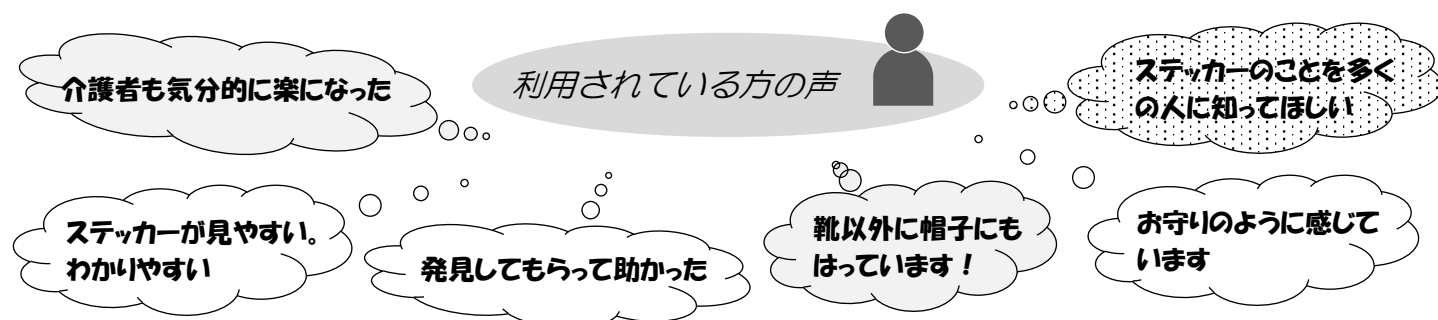 利用されている方の声
介護者も気分的に楽になった
ステッカーのことを多く
の人に知ってほしい
ステッカーが見やすい。
わかりやすい
発見してもらって助かった
靴以外に帽子にも
はっています！
お守りのように感じて
います